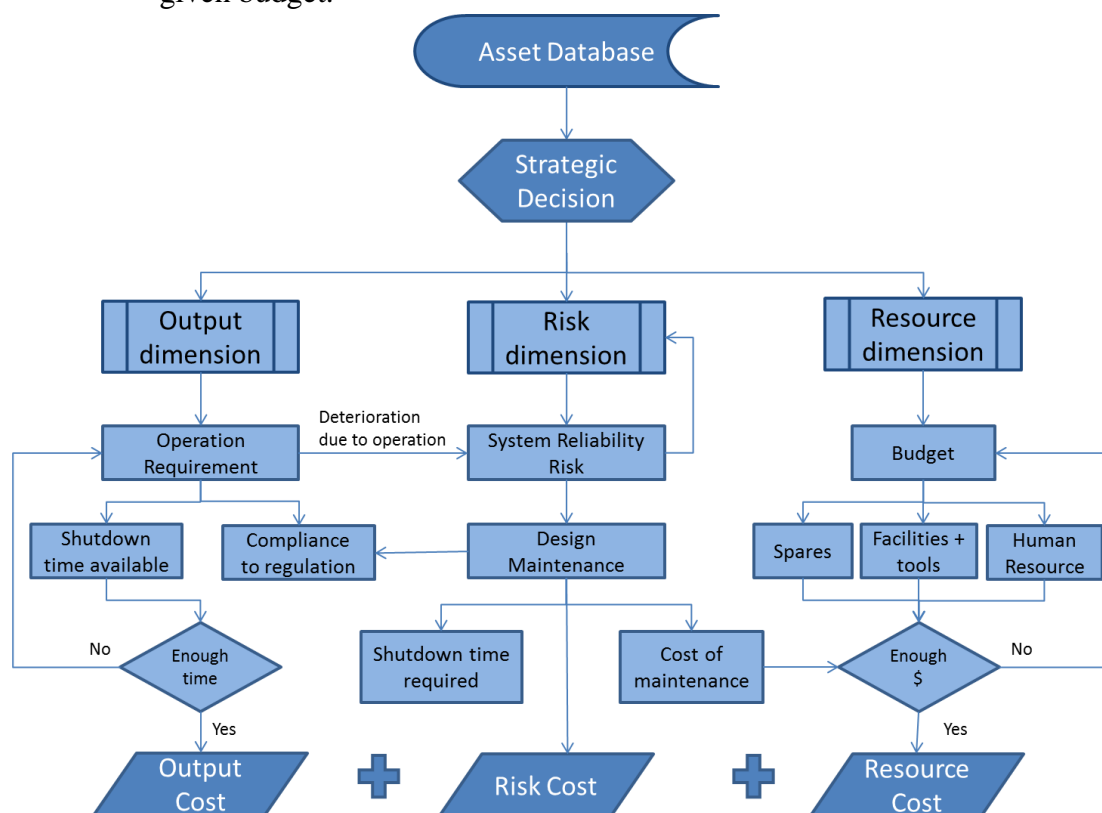 given budget.
Asset Database
Strategic
Decision
Output
dimension
Risk
dimension
Resource
dimension
Deterioration
due to operation
Operation
Requirement
System Reliability
Risk
Budget
Shutdown
time available
Compliance
to regulation
Design
Maintenance
Spares
Facilities +
tools
Human
Resource
No
Enough
time
Shutdown time
required
Cost of
maintenance
Enough
$
No
Yes
Yes
Output
Cost
Risk Cost
Resource
Cost